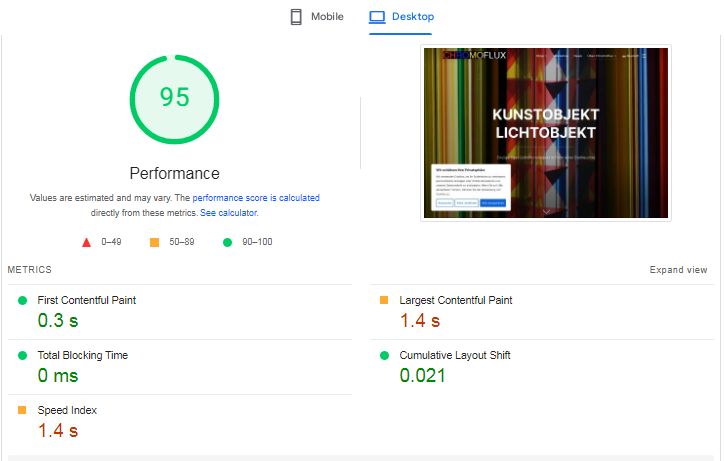 Mobile
Desktop
95
Performance
Values are estimated and may vary. The performance score is calculated
directly from these metrics. See calculator.
0–49
50–89
90–100
CHROMOFLUX
KUNSTOBJEKT
LICHTOBJEKT
METRICS
Expand view
First Contentful Paint
0.3 s
Largest Contentful Paint
1.4 s
Total Blocking Time
0 ms
Cumulative Layout Shift
0.021
Speed Index
1.4 s